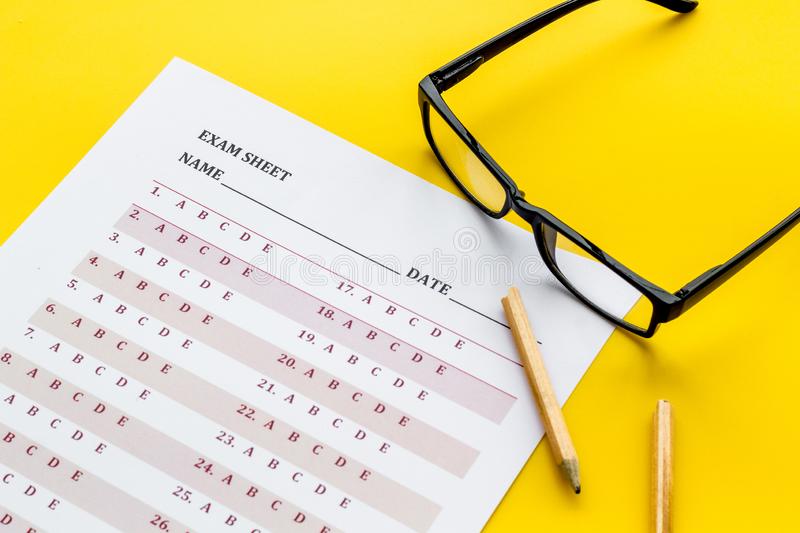 EXAM SHEET
NAME DATE
1. A B C D E
2. A B C D E
3. A B C D E
4. A B C D E
5. A B C D E
6. A B C D E
7. A B C D E
8. A B C D E
A B C D E
A B C D E
B C D E
B C D E
C D E
D E
E
17. A B C D E
18. A B C D E
19. A B C D E
20. A B C D E
21. A B C D E
22. A B C D E
23. A B C D E
24. A B C D E
25. A B C D E
26.
dreamstime